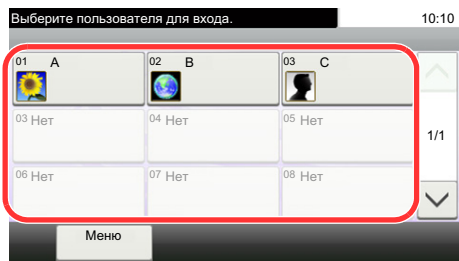 Выберите пользователя для входа. 10:10
01 A 02 B 03 C
03 Нет 04 Нет 05 Нет
1/1
06 Нет 07 Нет 08 Нет
Меню